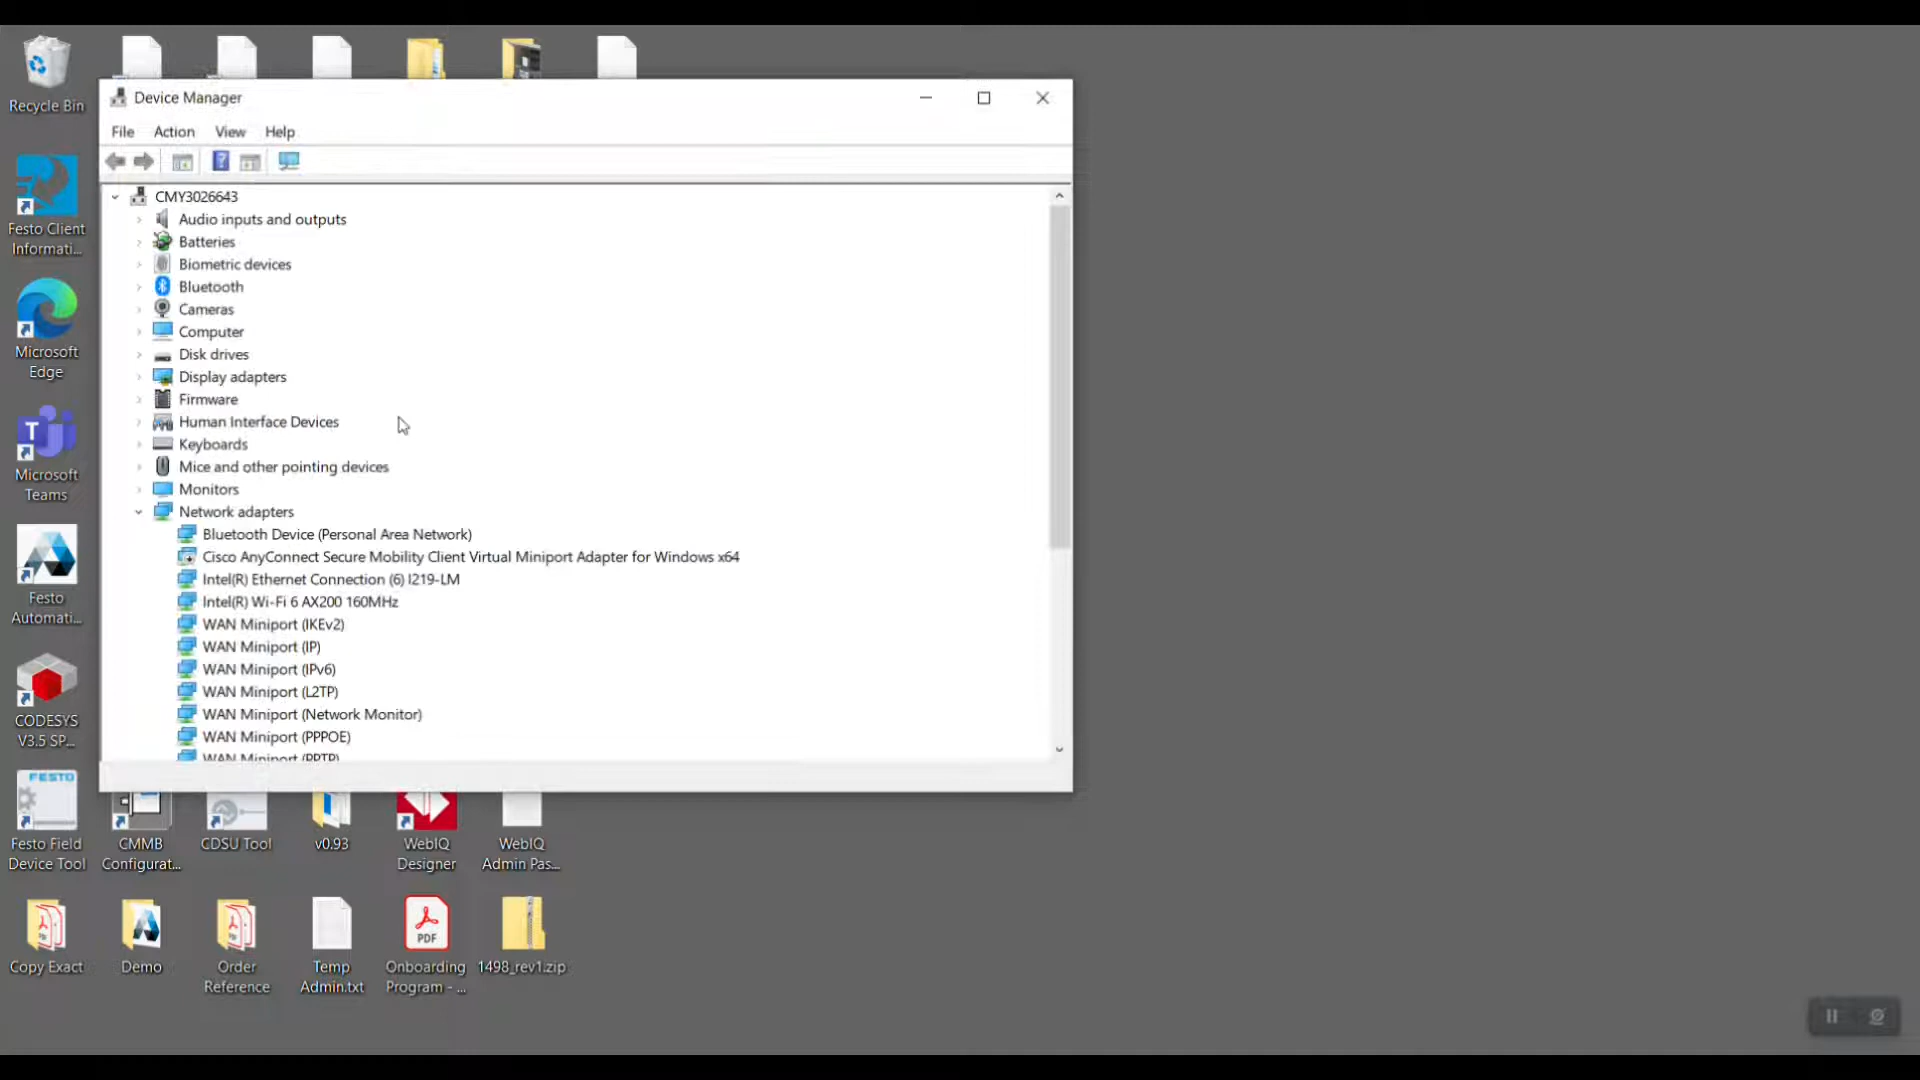 Recycle Bin
Festo Client
Informati...
Microsoft
Edge
Microsoft
Teams
Festo
Automati...
CODESYS
V3.5 SP...
FESTO
Festo Field
Device Tool
Copy Exact
Device Manager
File Action View Help
CMY3026643
Audio inputs and outputs
Batteries
Biometric devices
Bluetooth
Cameras
Computer
Disk drives
Display adapters
Firmware
Human Interface Devices
Keyboards
Mice and other pointing devices
Monitors
Network adapters
Bluetooth Device (Personal Area Network)
Cisco AnyConnect Secure Mobility Client Virtual Miniport Adapter for Windows x64
Intel(R) Ethernet Connection (6) I219-LM
Intel(R) Wi-Fi 6 AX200 160MHz
WAN Miniport (IKEv2)
WAN Miniport (IP)
WAN Miniport (IPv6)
WAN Miniport (L2TP)
WAN Miniport (Network Monitor)
WAN Miniport (PPPOE)
WAN Miniport (PPTP)
CMMB
Configurat...
CDSU Tool
v0.93
WebIQ
Designer
WebIQ
Admin Pas...
Demo
Order
Reference
Temp
Admin.txt
PDF
Onboarding
Program - ...
1498_rev1.zip